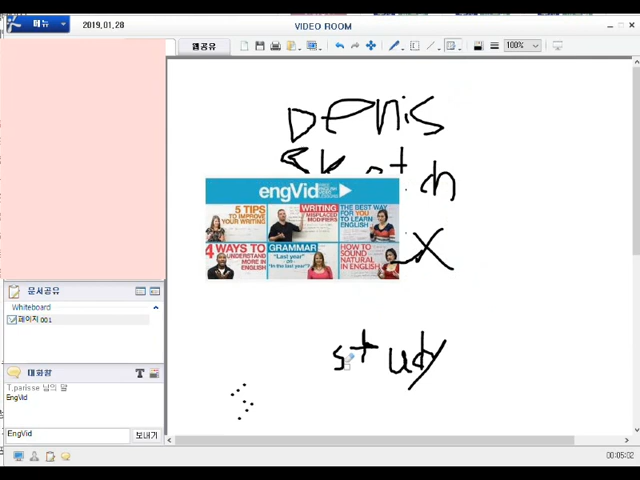 메뉴
2019.01.28
VIDEO ROOM
웹공유
100%
Denis
engVid
5 TIPS
TO IMPROVE
YOUR WRITING
WRITING
MISPLACED
MODIFIERS
THE BEST WAY
FOR YOU
TO LEARN
ENGLISH
4 WAYS TO
UNDERSTAND
MORE IN
ENGLISH
GRAMMAR
"Last year"
or
"In the last year"?
HOW TO
SOUND
NATURAL
IN ENGLISH
study
문서공유
Whiteboard
페이지 001
대화창
T.parisse 님의 말
EngVid
EngVid
보내기
00:05:02